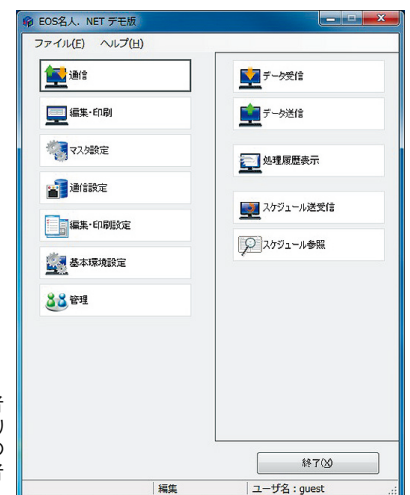 EOS名人．NET デモ版
ファイル(F) ヘルプ(H)
通信
編集・印刷
マスタ設定
通信設定
編集・印刷設定
基本環境設定
管理
データ受信
データ送信
処理履歴表示
スケジュール送受信
スケジュール参照
終了(X)
編集
ユーザ名：guest